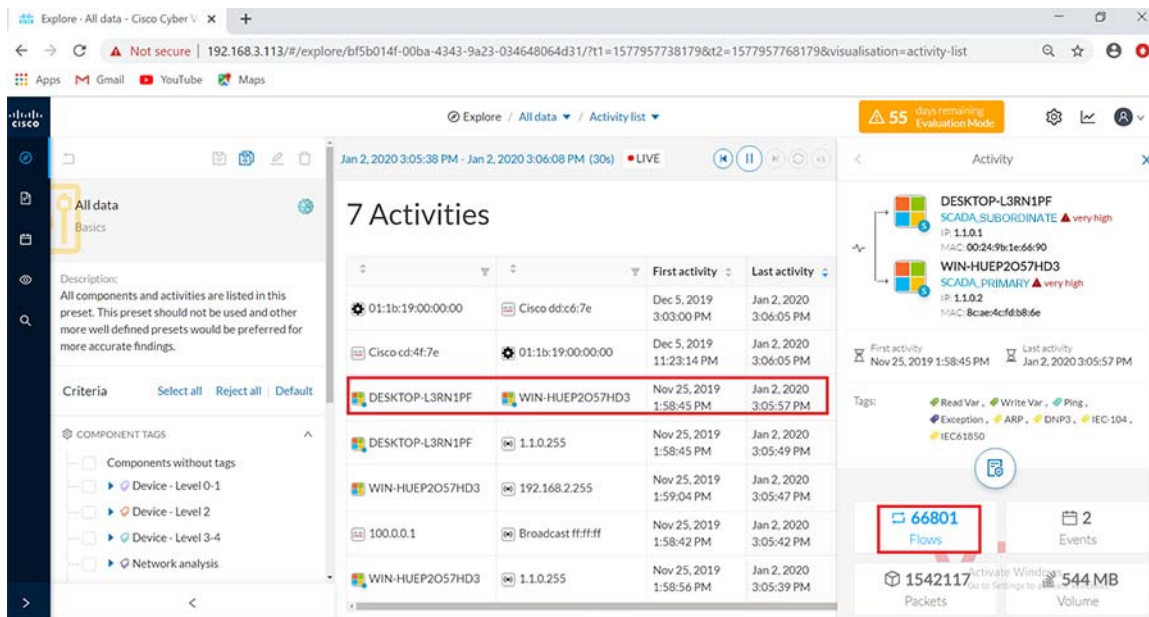 Explore - All data - Cisco Cyber V
Not secure | 192.168.3.113/#/explore/bf5b014f-00ba-4343-9a23-034648064d31/?t1=1577957738179&t2=1577957768179&visualisation=activity-list
Apps Gmail YouTube Maps
CISCO
Explore / All data / Activity list
55 days remaining
Evaluation Mode
All data
Basics
Description:
All components and activities are listed in this
preset. This preset should not be used and other
more well defined presets would be preferred for
more accurate findings.
Criteria Select all Reject all Default
COMPONENT TAGS
Components without tags
Device - Level 0-1
Device - Level 2
Device - Level 3-4
Network analysis
Jan 2, 2020 3:05:38 PM - Jan 2, 2020 3:06:08 PM (30s) LIVE
7 Activities
First activity Last activity
01:1b:19:00:00:00 Cisco dd:c6:7e Dec 5, 2019 Jan 2, 2020
3:03:00 PM 3:06:05 PM
Cisco cd:4f:7e 01:1b:19:00:00:00 Dec 5, 2019 Jan 2, 2020
11:23:14 PM 3:06:05 PM
DESKTOP-L3RN1PF WIN-HUEP2O57HD3 Nov 25, 2019 Jan 2, 2020
1:58:45 PM 3:05:57 PM
DESKTOP-L3RN1PF 1.1.0.255 Nov 25, 2019 Jan 2, 2020
1:58:45 PM 3:05:49 PM
WIN-HUEP2O57HD3 192.168.2.255 Nov 25, 2019 Jan 2, 2020
1:59:04 PM 3:05:47 PM
100.0.0.1 Broadcast ff:ff:ff Nov 25, 2019 Jan 2, 2020
1:58:42 PM 3:05:42 PM
WIN-HUEP2O57HD3 1.1.0.255 Nov 25, 2019 Jan 2, 2020
1:58:56 PM 3:05:39 PM
Activity
DESKTOP-L3RN1PF
SCADA_SUBORDINATE very high
IP: 1.1.0.1
MAC: 00:24:9b:1e:66:90
WIN-HUEP2O57HD3
SCADA_PRIMARY very high
IP: 1.1.0.2
MAC: 8c:ae:4c:fd:b8:6e
First activity Last activity
Nov 25, 2019 1:58:45 PM Jan 2, 2020 3:05:57 PM
Tags: Read Var, Write Var, Ping,
Exception, ARP, DNP3, IEC-104,
IEC61850
66801 2
Flows Events
Activate Windows
1542117 544 MB
Packets Volume